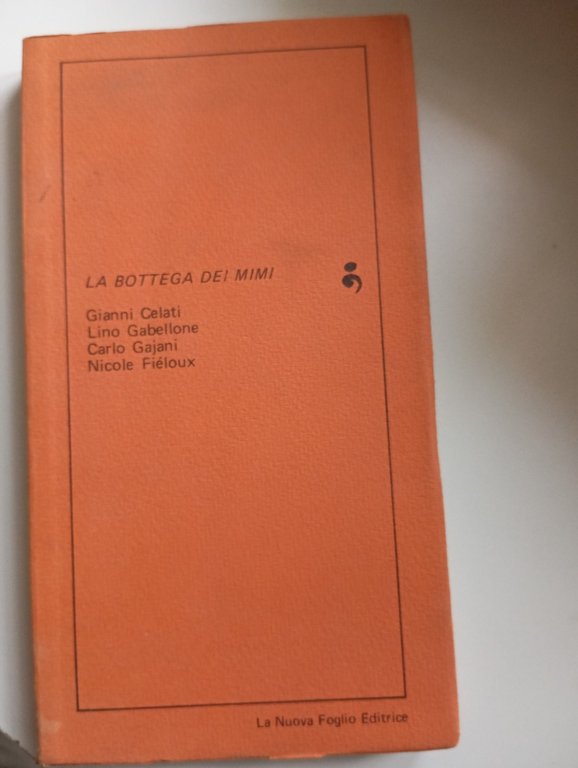 LA BOTTEGA DEI MIMI
Gianni Celati
Lino Gabellone
Carlo Gajani
Nicole Fiéloux
La Nuova Foglio Editrice